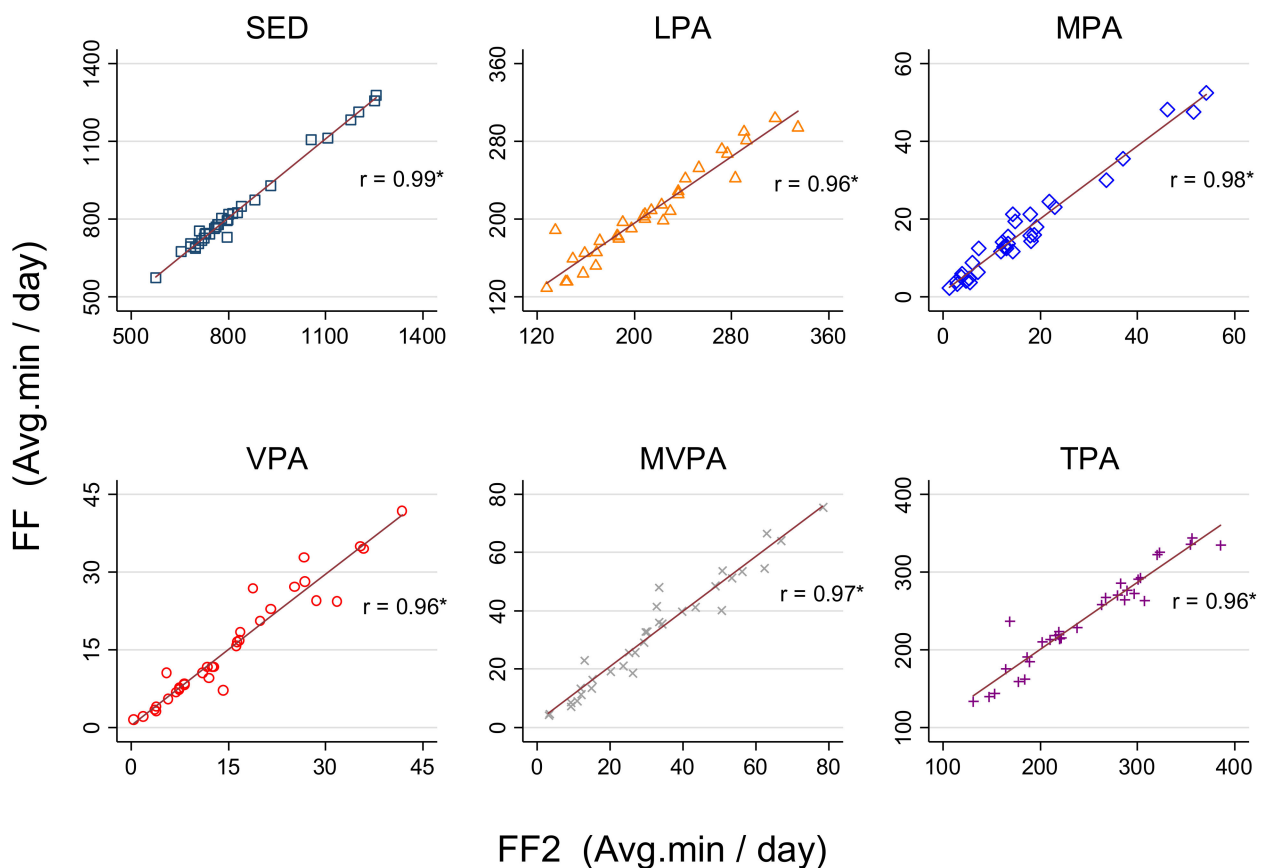 SED
LPA
MPA
1400
1100
800
500
r = 0.99*
500 800 1100 1400
360
280
200
120
r = 0.96*
120 200 280 360
60
40
20
0
r = 0.98*
0 20 40 60
FF (Avg.min / day)
VPA
MVPA
TPA
45
30
15
0
r = 0.96*
0 15 30 45
80
60
40
20
0
r = 0.97*
0 20 40 60 80
400
300
200
100
r = 0.96*
100 200 300 400
FF2 (Avg.min / day)